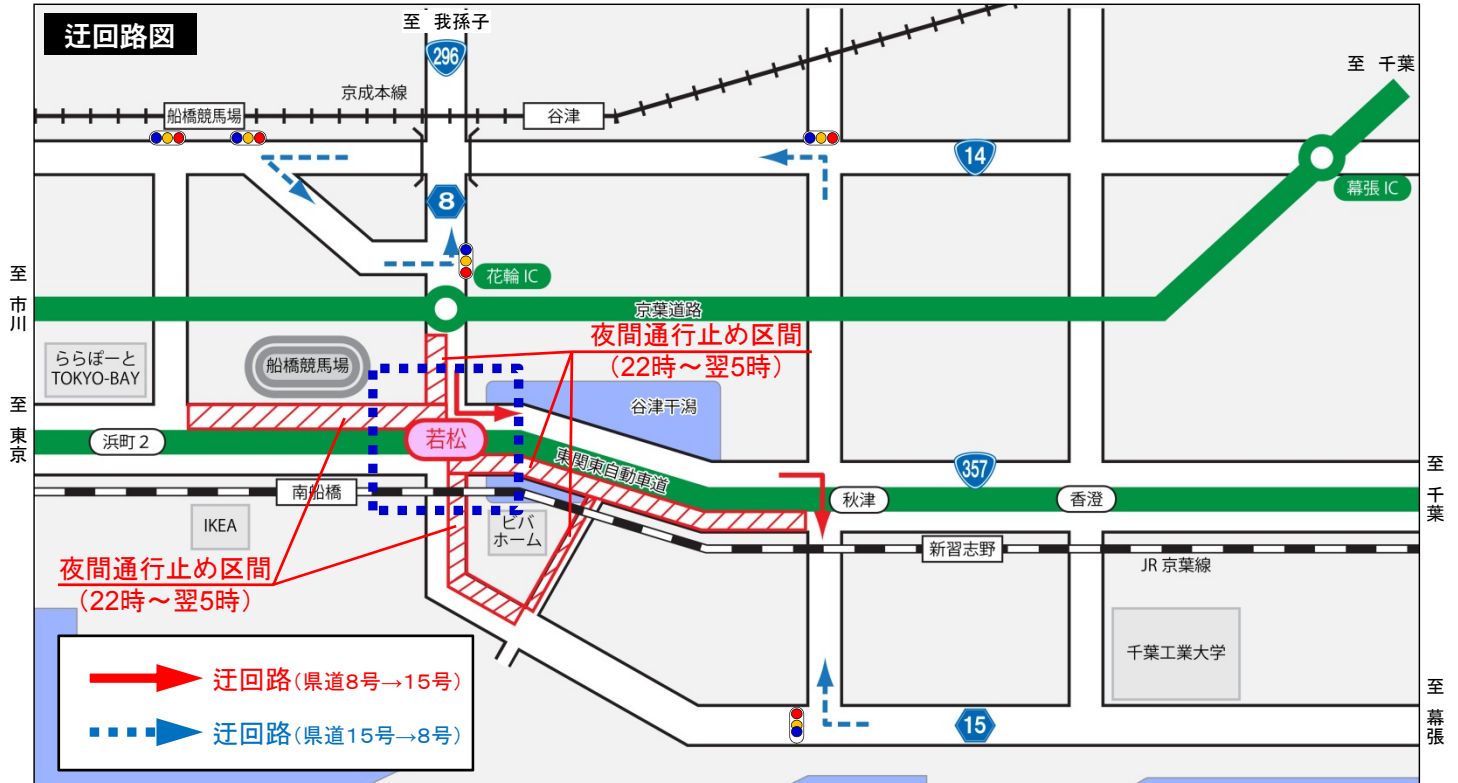 迂回路図
至 我孫子
296
京成本線
船橋競馬場
谷津
至 千葉
14
幕張 IC
8
花輪 IC
至 市川
京葉道路
夜間通行止め区間
(22時～翌5時)
ららぽーと
TOKYO-BAY
船橋競馬場
谷津干潟
至 東京
浜町2
若松
東関東自動車道
357
至 千葉
秋津
香澄
南船橋
IKEA
ビバ
ホーム
新習志野
JR 京葉線
夜間通行止め区間
(22時～翌5時)
千葉工業大学
迂回路(県道8号→15号)
迂回路(県道15号→8号)
15
至 幕張